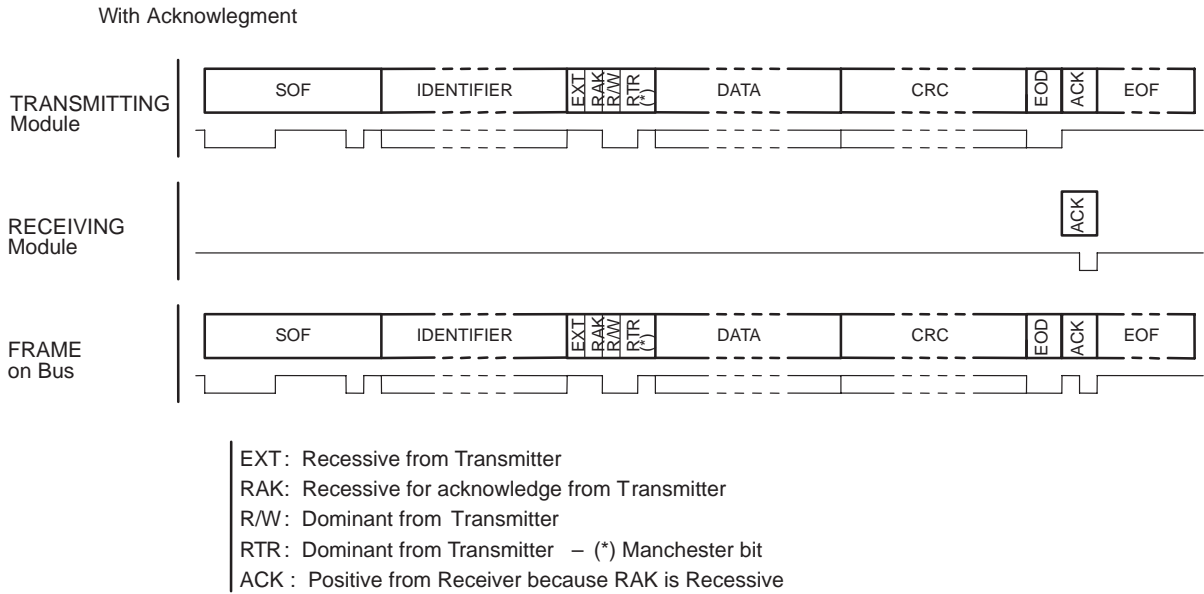 With Acknowlegment
TRANSMITTING
Module
SOF IDENTIFIER EXT RAK R/W RTR (*) DATA CRC EOD ACK EOF
RECEIVING
Module
ACK
FRAME
on Bus
SOF IDENTIFIER EXT RAK R/W RTR (*) DATA CRC EOD ACK EOF
EXT: Recessive from Transmitter
RAK: Recessive for acknowledge from Transmitter
R/W: Dominant from Transmitter
RTR: Dominant from Transmitter – (*) Manchester bit
ACK : Positive from Receiver because RAK is Recessive